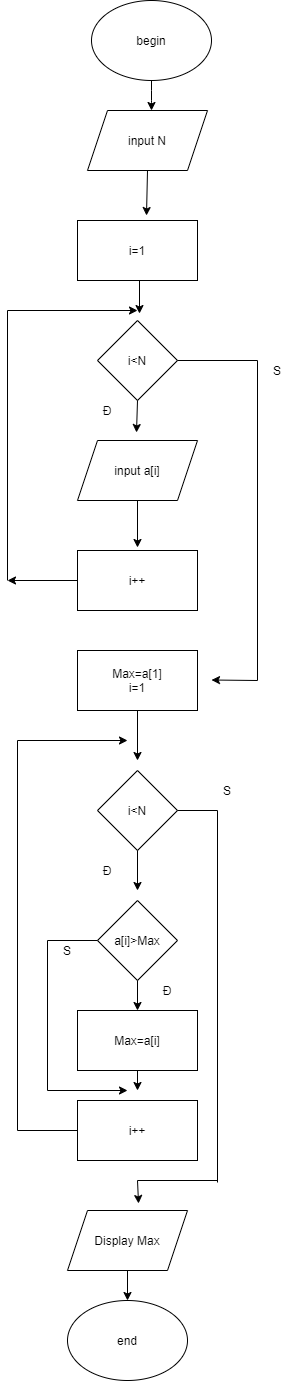 begin
input N
i=1
i<N
S
Đ
input a[i]
i++
Max=a[1]
i=1
S
i<N
Đ
a[i]>Max
S
Đ
Max=a[i]
i++
Display Max
end